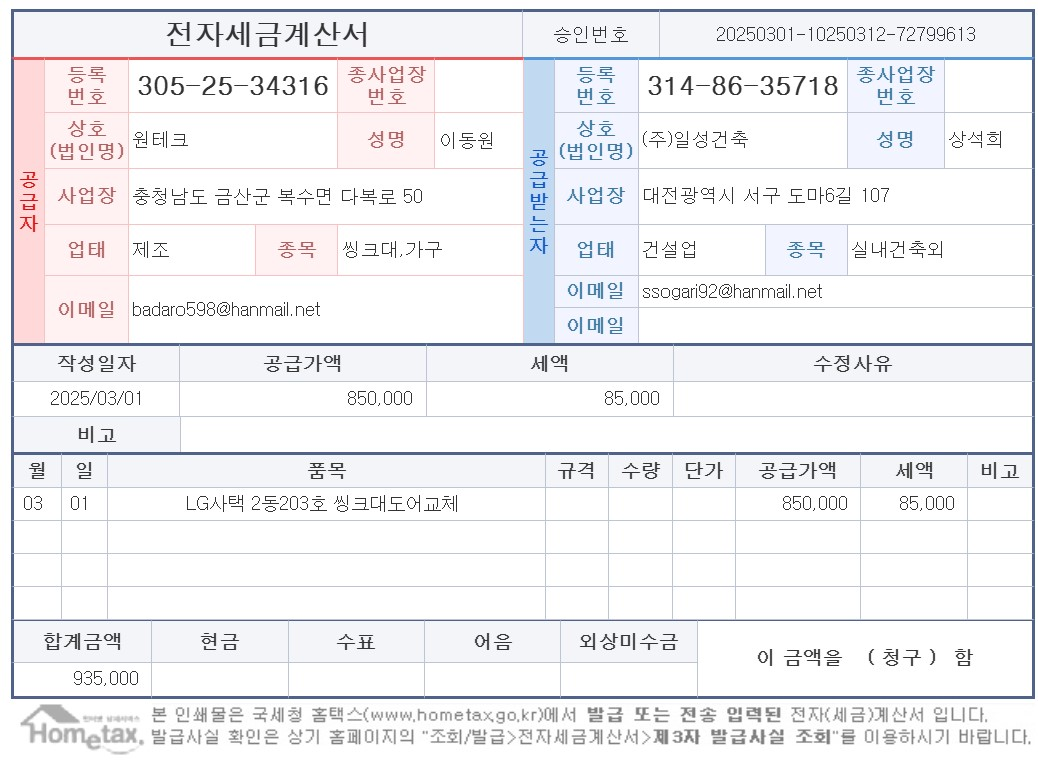 전자세금계산서 승인번호 20250301-10250312-72799613
공급자
등록번호 305-25-34316 종사업장번호
상호(법인명) 원테크 성명 이동원
사업장 충청남도 금산군 복수면 다복로 50
업태 제조 종목 씽크대,가구
이메일 badaro598@hanmail.net
공급받는자
등록번호 314-86-35718 종사업장번호
상호(법인명) (주)일성건축 성명 상석희
사업장 대전광역시 서구 도마6길 107
업태 건설업 종목 실내건축외
이메일 ssogari92@hanmail.net
이메일
작성일자 공급가액 세액 수정사유
2025/03/01 850,000 85,000
비고
월 일 품목 규격 수량 단가 공급가액 세액 비고
03 01 LG사택 2동203호 씽크대도어교체 850,000 85,000
합계금액 현금 수표 어음 외상미수금 이 금액을 ( 청구 ) 함
935,000
Hometax. 본 인쇄물은 국세청 홈택스(www.hometax.go.kr)에서 발급 또는 전송 입력된 전자(세금)계산서 입니다.
발급사실 확인은 상기 홈페이지의 "조회/발급>전자세금계산서>제3자 발급사실 조회"를 이용하시기 바랍니다.